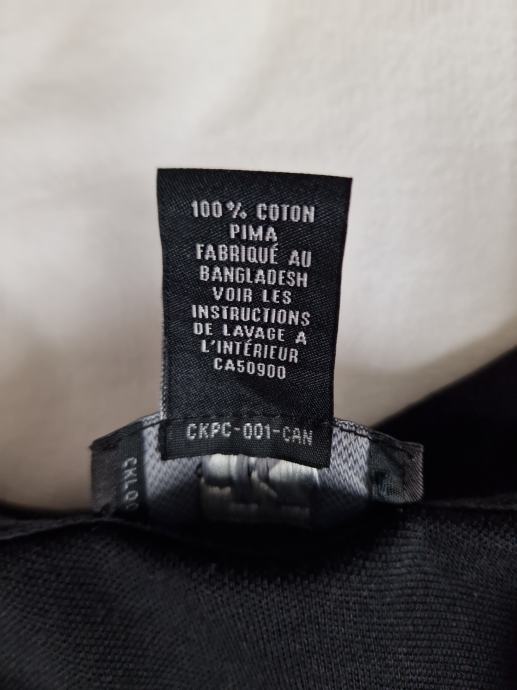 100% COTON
PIMA
FABRIQUÉ AU
BANGLADESH
VOIR LES
INSTRUCTIONS
DE LAVAGE A
L'INTÉRIEUR
CA50900
CKPC-001-CAN